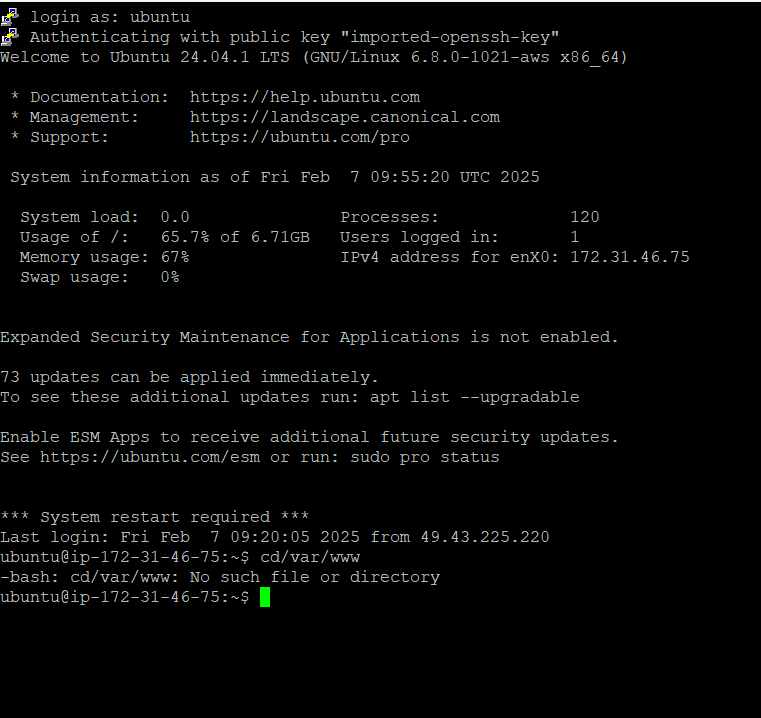 login as: ubuntu
Authenticating with public key "imported-openssh-key"
Welcome to Ubuntu 24.04.1 LTS (GNU/Linux 6.8.0-1021-aws x86_64)
* Documentation: https://help.ubuntu.com
* Management: https://landscape.canonical.com
* Support: https://ubuntu.com/pro
System information as of Fri Feb 7 09:55:20 UTC 2025
System load: 0.0 Processes: 120
Usage of /: 65.7% of 6.71GB Users logged in: 1
Memory usage: 67% IPv4 address for enX0: 172.31.46.75
Swap usage: 0%
Expanded Security Maintenance for Applications is not enabled.
73 updates can be applied immediately.
To see these additional updates run: apt list --upgradable
Enable ESM Apps to receive additional future security updates.
See https://ubuntu.com/esm or run: sudo pro status
*** System restart required ***
Last login: Fri Feb 7 09:20:05 2025 from 49.43.225.220
ubuntu@ip-172-31-46-75:~$ cd/var/www
-bash: cd/var/www: No such file or directory
ubuntu@ip-172-31-46-75:~$